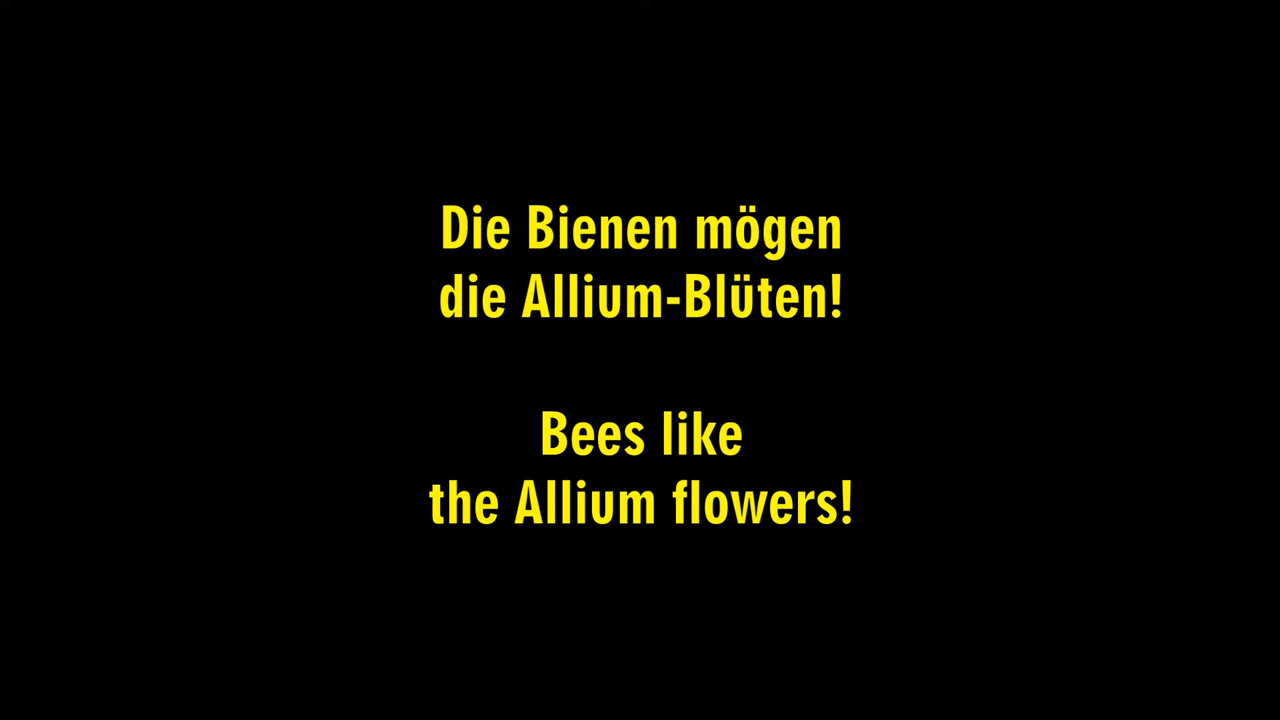 Die Bienen mögen
die Allium-Blüten!
Bees like
the Allium flowers!